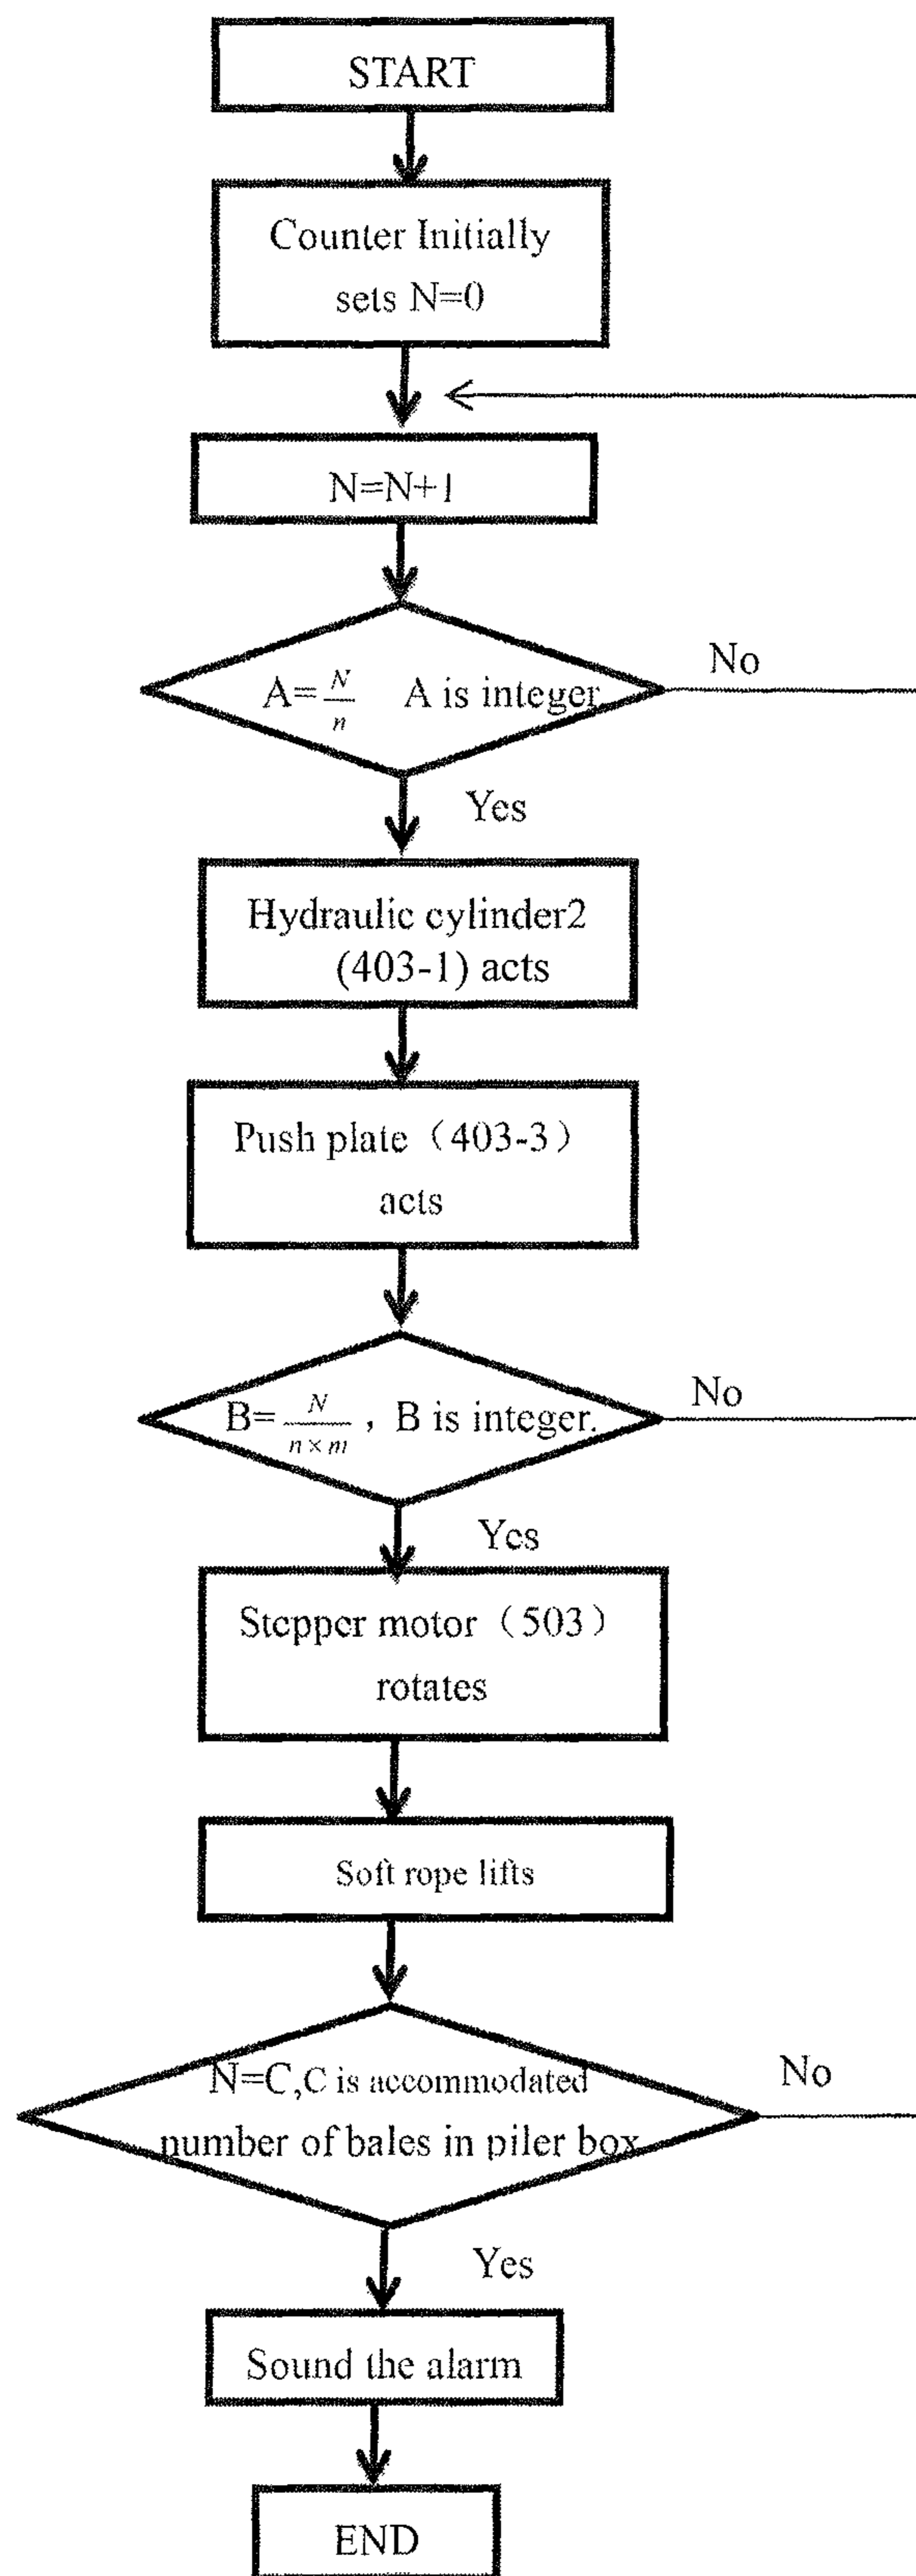 START
Counter Initially
sets N=0
N=N+1
A=N/n A is integer
No
Yes
Hydraulic cylinder2
(403-1) acts
Push plate（403-3）
acts
B=N/n×m , B is integer.
No
Yes
Stepper motor（503）
rotates
Soft rope lifts
N=C,C is accommodated
number of bales in piler box
No
Yes
Sound the alarm
END